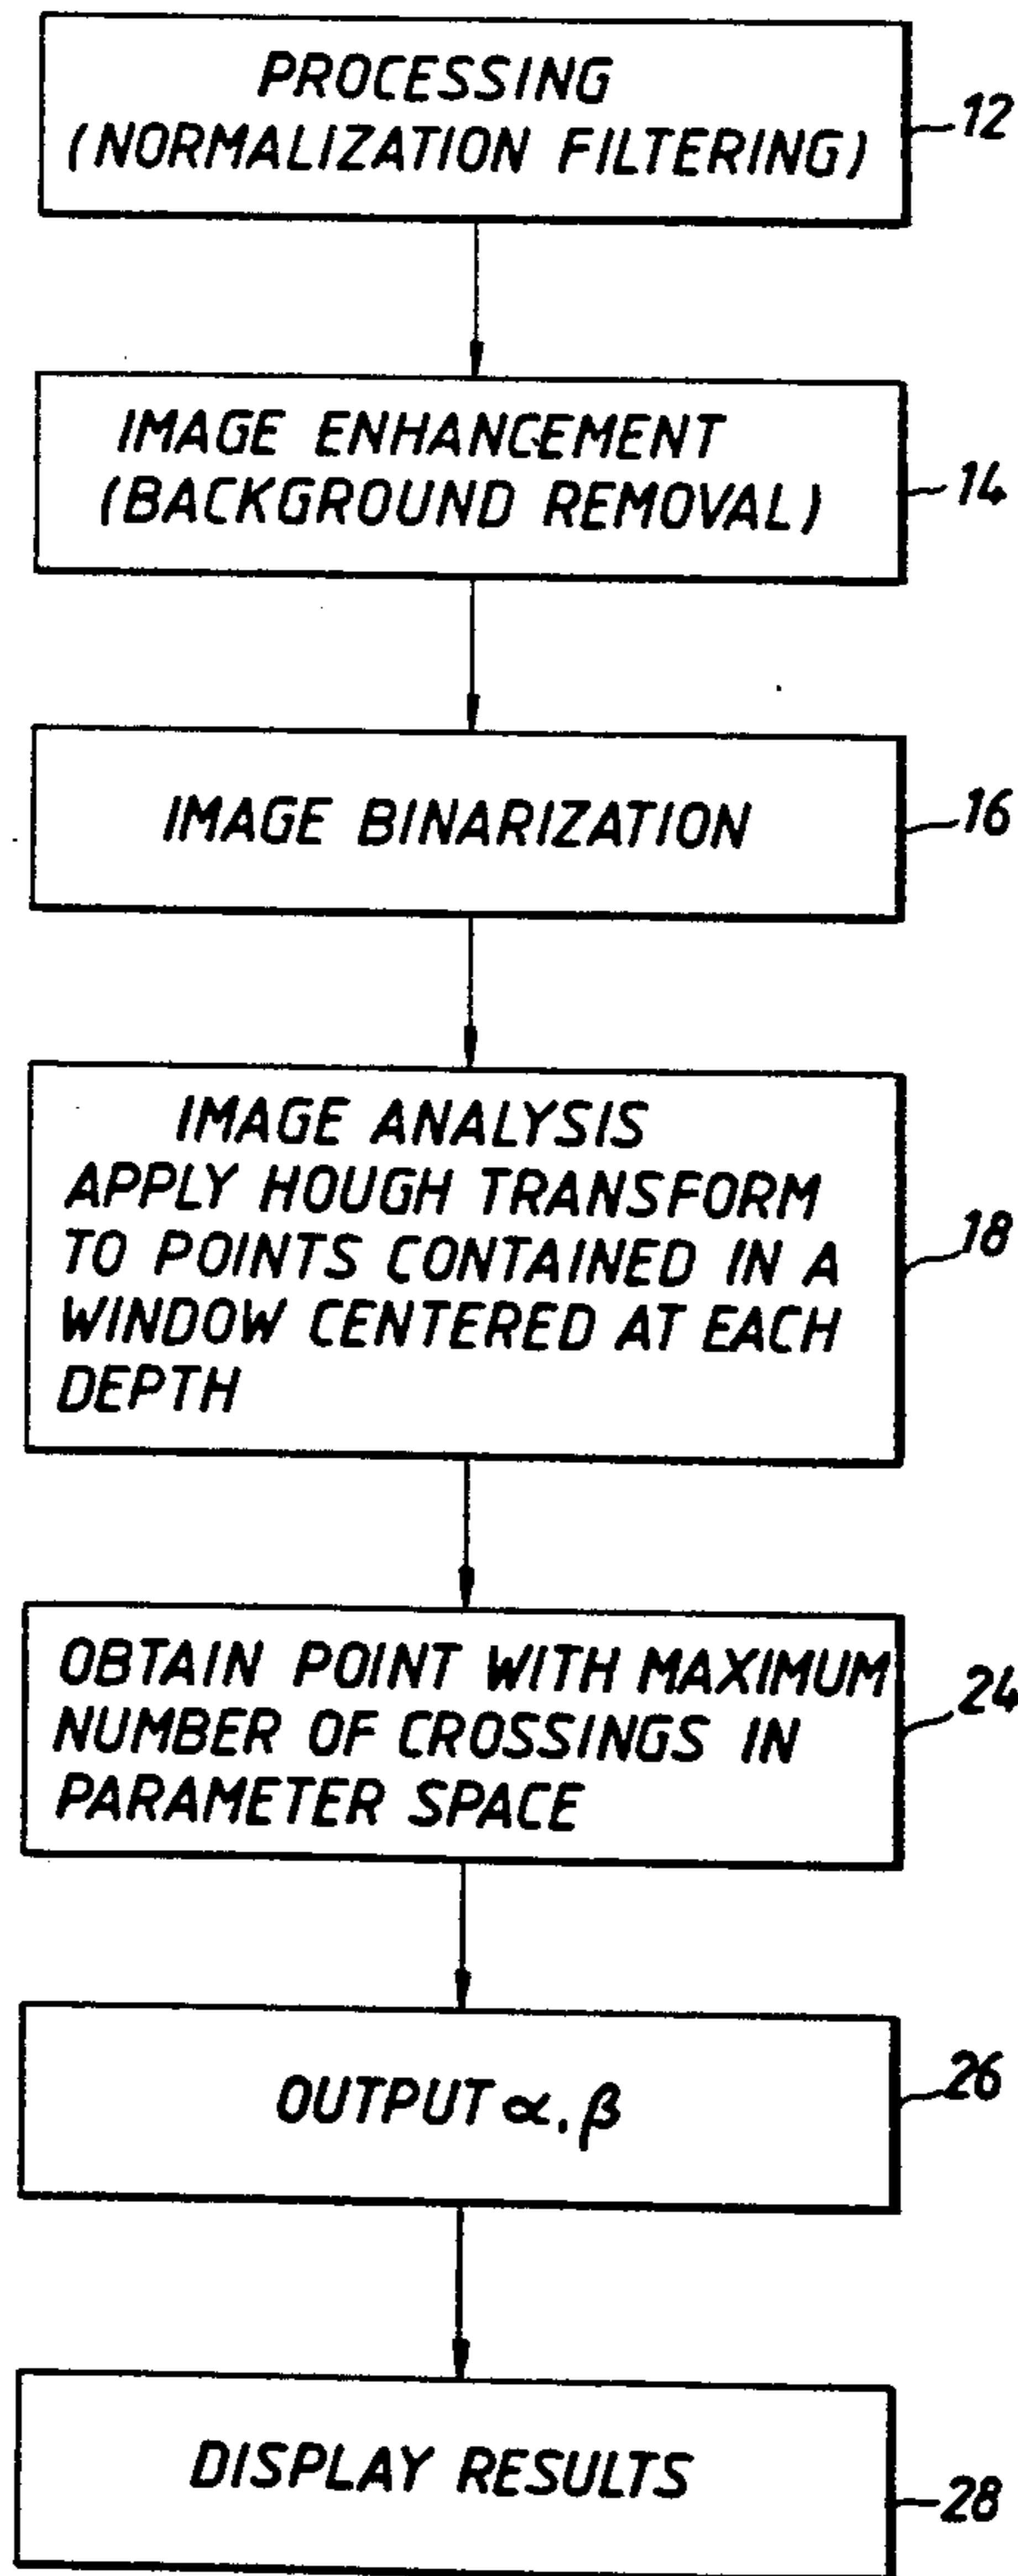 PROCESSING
(NORMALIZATION FILTERING)
12
IMAGE ENHANCEMENT
(BACKGROUND REMOVAL)
14
IMAGE BINARIZATION
16
IMAGE ANALYSIS
APPLY HOUGH TRANSFORM
TO POINTS CONTAINED IN A
WINDOW CENTERED AT EACH
DEPTH
18
OBTAIN POINT WITH MAXIMUM
NUMBER OF CROSSINGS IN
PARAMETER SPACE
24
OUTPUT α, β
26
DISPLAY RESULTS
28